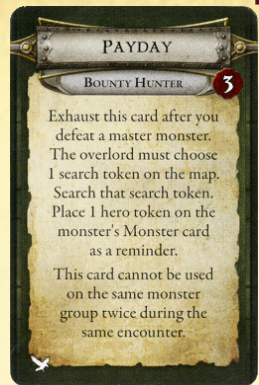 PAYDAY
BOUNTY HUNTER
3
Exhaust this card after you
defeat a master monster.
The overlord must choose
1 search token on the map.
Search that search token.
Place 1 hero token on the
monster's Monster card
as a reminder.
This card cannot be used
on the same monster
group twice during the
same encounter.